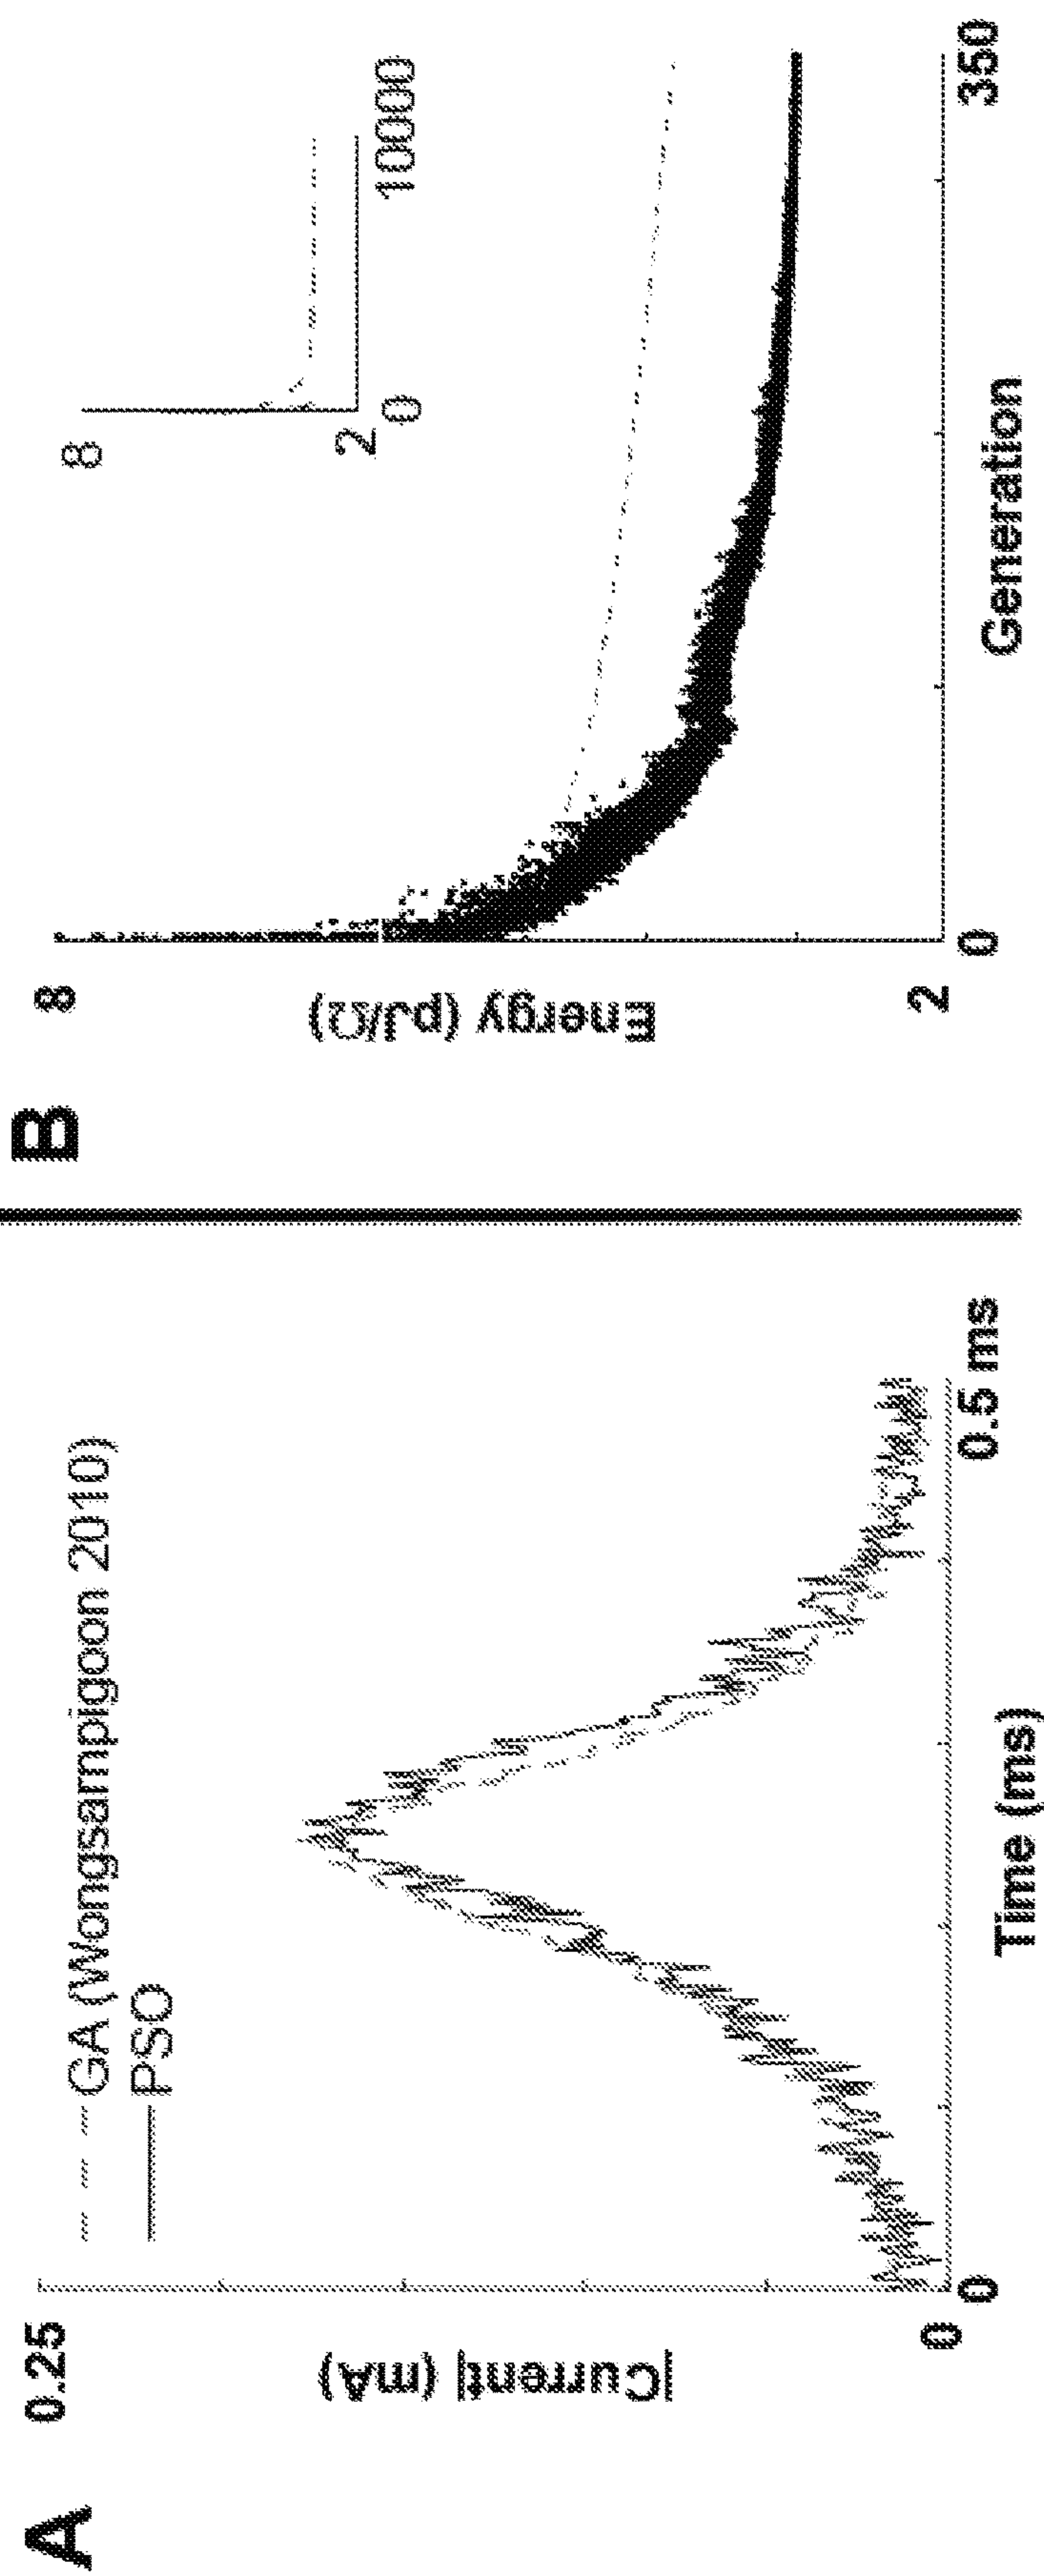 A
0.25
|Current| (mA)
0
GA (Wongsarnpigoon 2010)
PSO
0
0.5 ms
Time (ms)
B
8
Energy (pJ/Ω)
2
0
350
Generation
8
2
0
10000